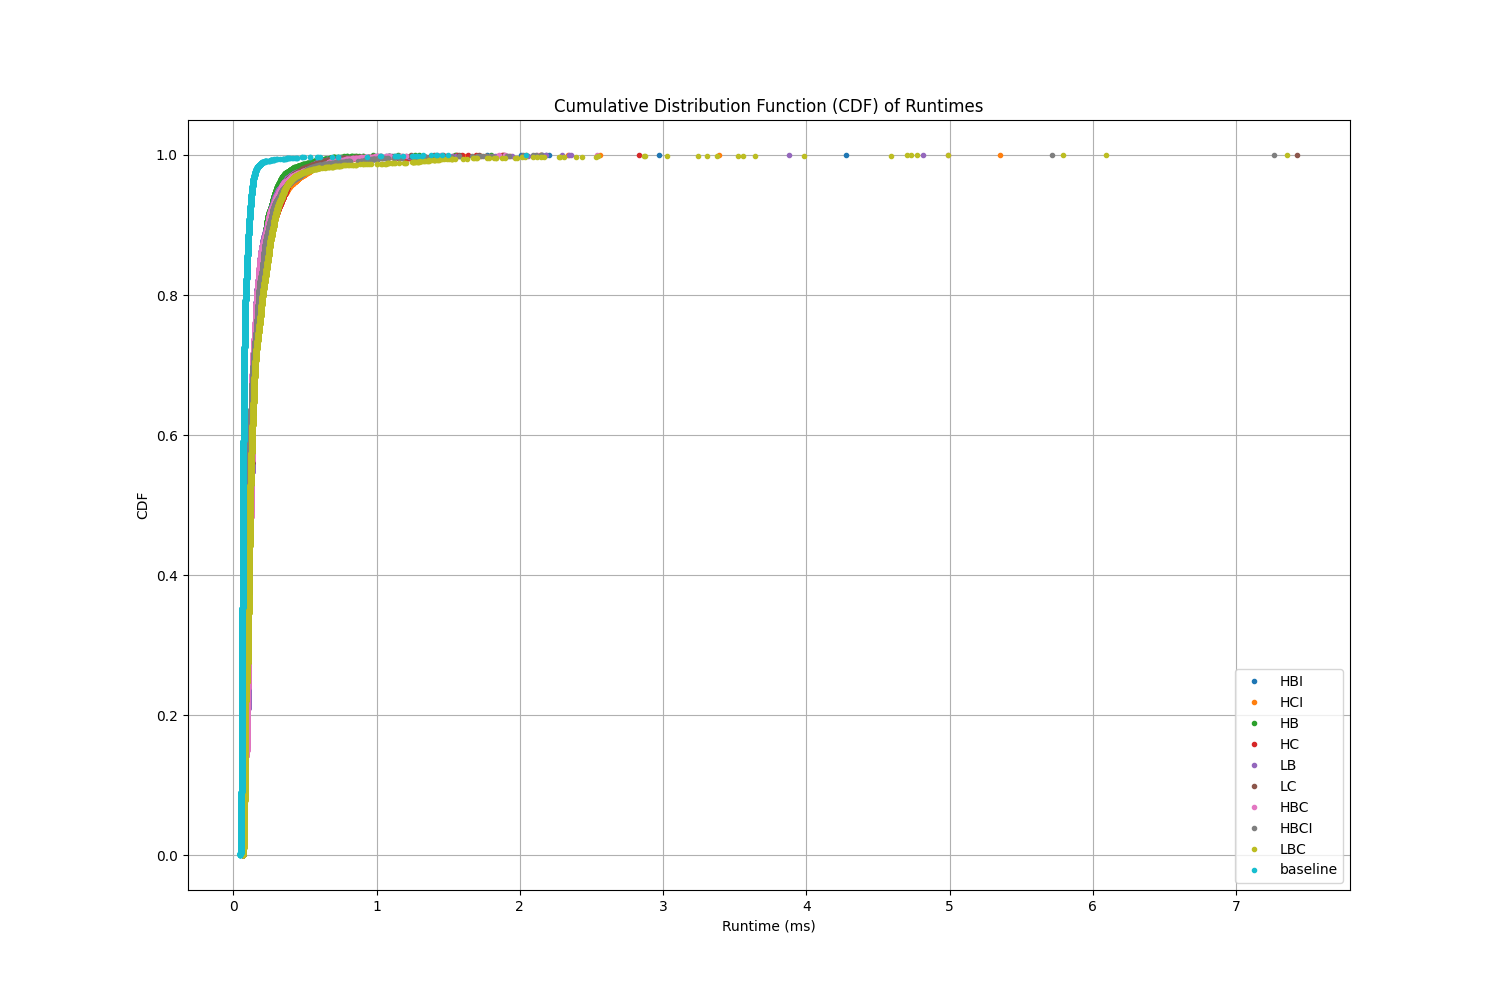 Cumulative Distribution Function (CDF) of Runtimes
1.0
0.8
0.6
0.4
0.2
0.0
CDF
0 1 2 3 4 5 6 7
Runtime (ms)
HBI
HCI
HB
HC
LB
LC
HBC
HBCI
LBC
baseline